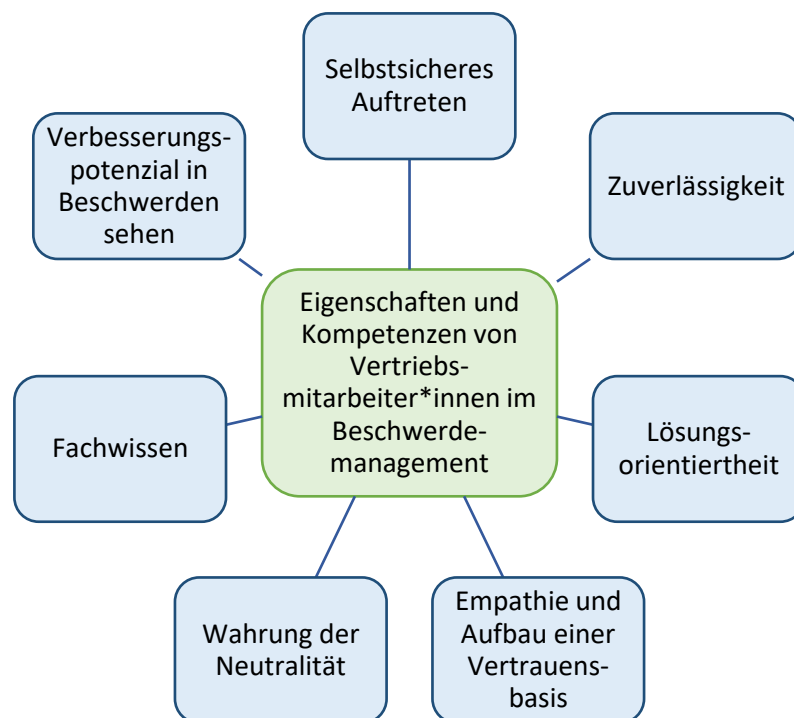 Selbstsicheres
Auftreten
Verbesserungs-
potenzial in
Beschwerden
sehen
Zuverlässigkeit
Eigenschaften und
Kompetenzen von
Vertriebs-
mitarbeiter*innen im
Beschwerde-
management
Fachwissen
Lösungs-
orientiertheit
Wahrung der
Neutralität
Empathie und
Aufbau einer
Vertrauens-
basis